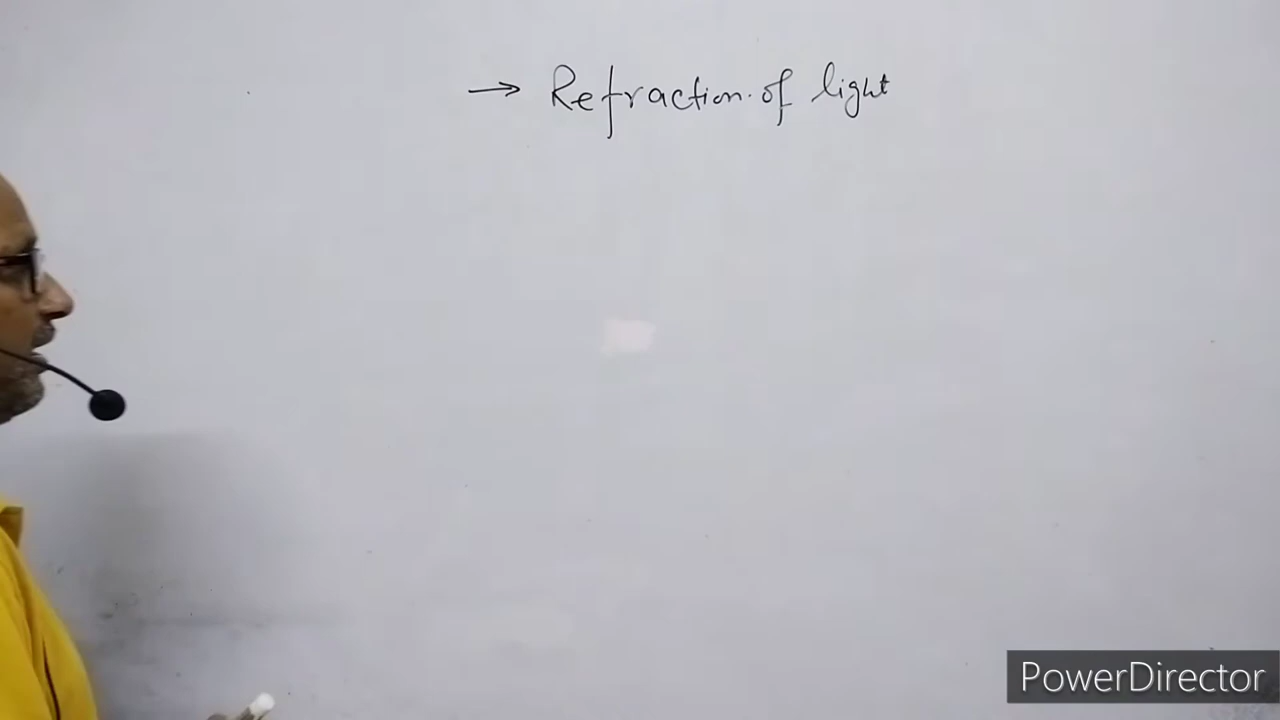 → Refraction of light
PowerDirector